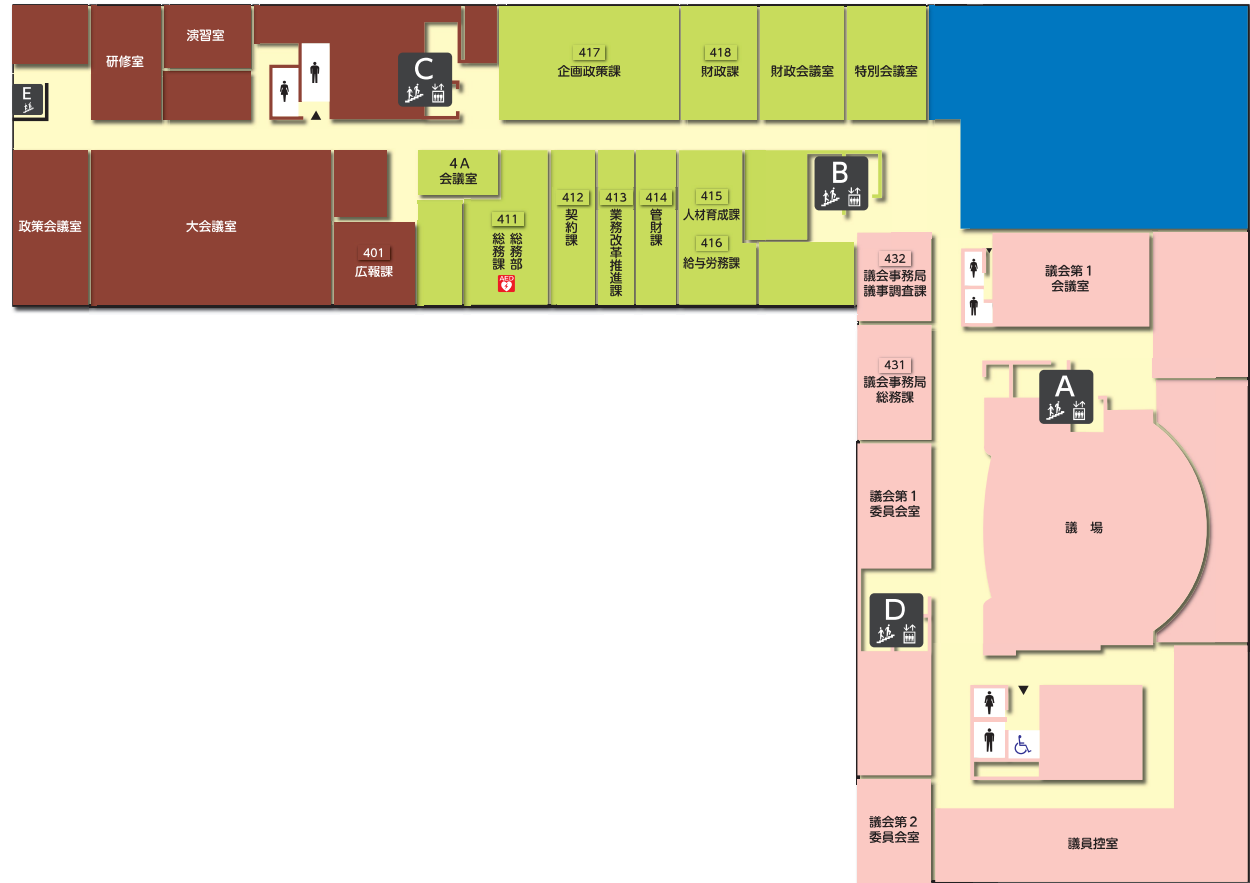 演習室
研修室
417
企画政策課
418
財政課
財政会議室
特別会議室
C
E
4A
会議室
B
政策会議室
大会議室
401
広報課
411
総務部
総務課
AED
412
契約課
413
業務改革推進課
414
管財課
415
人材育成課
416
給与労務課
432
議会事務局
議事調査課
議会第1
会議室
431
議会事務局
総務課
A
議会第1
委員会室
議 場
D
議会第2
委員会室
議員控室